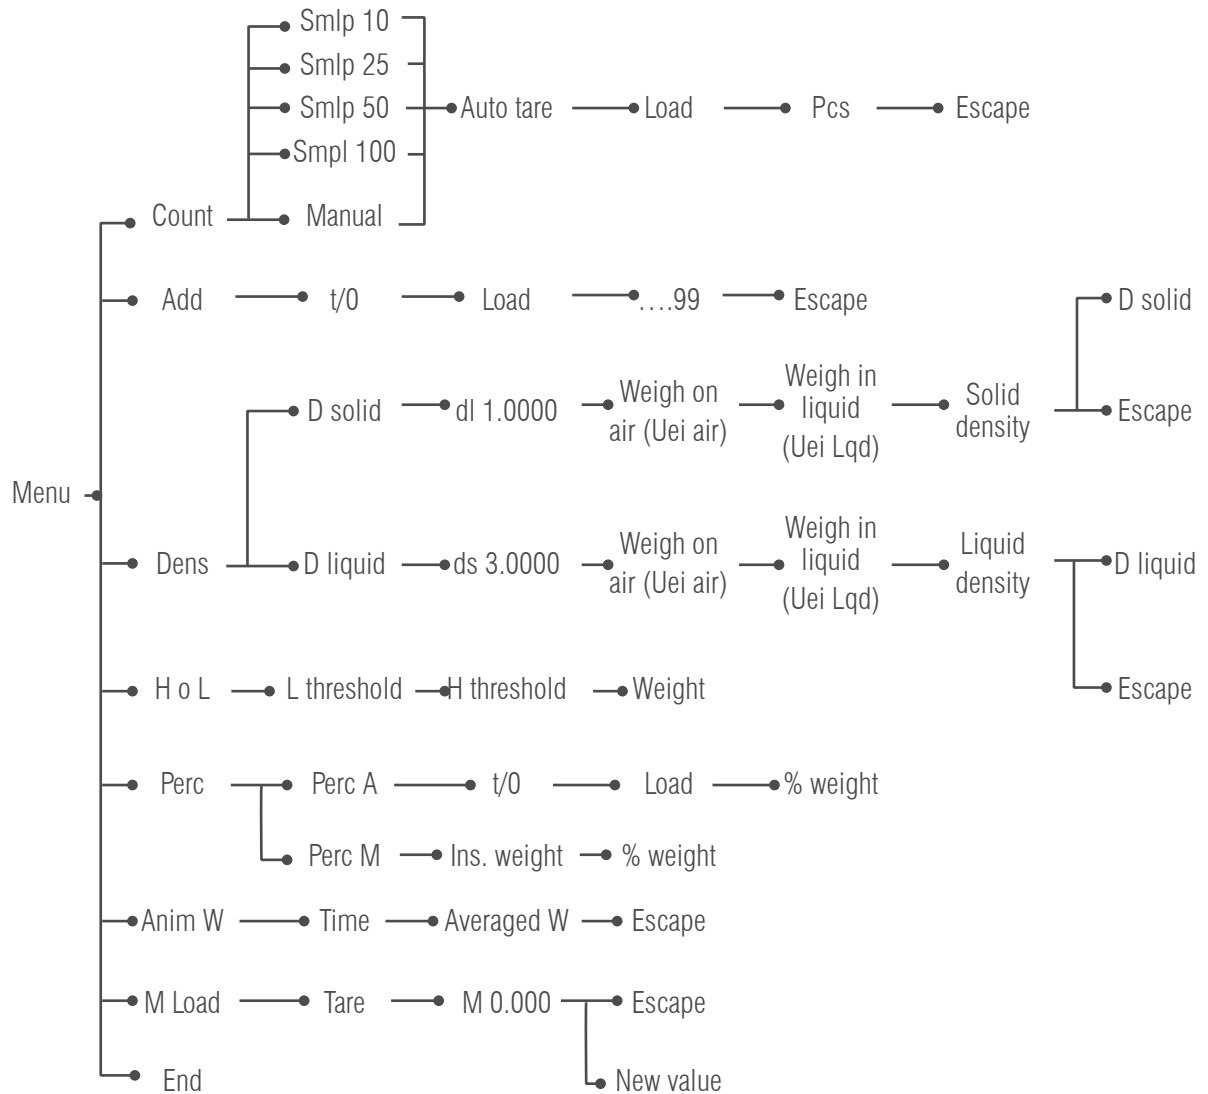 Smlp 10
Smlp 25
Smlp 50
Auto tare
Load
Pcs
Escape
Smpl 100
Count
Manual
Add
t/0
Load
....99
Escape
D solid
D solid
dl 1.0000
Weigh on
air (Uei air)
Weigh in
liquid
(Uei Lqd)
Solid
density
Escape
Menu
Dens
D liquid
ds 3.0000
Weigh on
air (Uei air)
Weigh in
liquid
(Uei Lqd)
Liquid
density
D liquid
Escape
H o L
L threshold
H threshold
Weight
Perc
Perc A
t/0
Load
% weight
Perc M
Ins. weight
% weight
Anim W
Time
Averaged W
Escape
M Load
Tare
M 0.000
Escape
End
New value